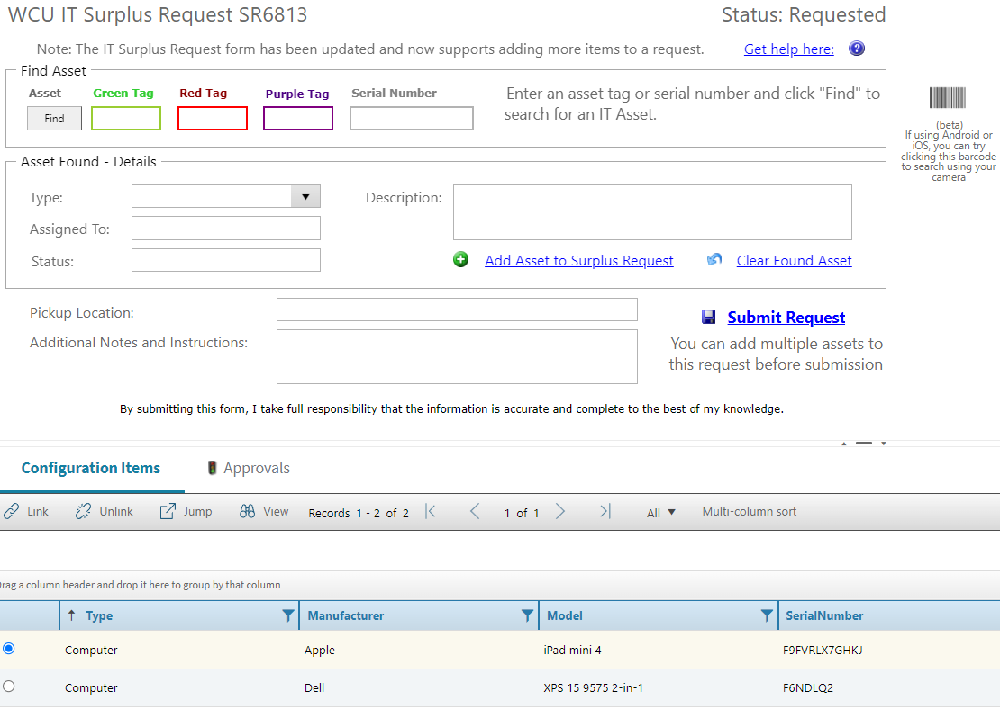 WCU IT Surplus Request SR6813
Status: Requested
Note: The IT Surplus Request form has been updated and now supports adding more items to a request.
Get help here:
?
Find Asset
Asset
Green Tag
Red Tag
Purple Tag
Serial Number
Find
Enter an asset tag or serial number and click "Find" to
search for an IT Asset.
(beta)
If using Android or
iOS, you can try
clicking this barcode
to search using your
camera
Asset Found - Details
Type:
Description:
Assigned To:
Status:
Add Asset to Surplus Request
Clear Found Asset
Pickup Location:
Submit Request
Additional Notes and Instructions:
You can add multiple assets to
this request before submission
By submitting this form, I take full responsibility that the information is accurate and complete to the best of my knowledge.
Configuration Items
Approvals
Link
Unlink
Jump
View
Records 1 - 2 of 2
1 of 1
All
Multi-column sort
rag a column header and drop it here to group by that column
Type
Manufacturer
Model
SerialNumber
Computer
Apple
iPad mini 4
F9FVRLX7GHKJ
Computer
Dell
XPS 15 9575 2-in-1
F6NDLQ2